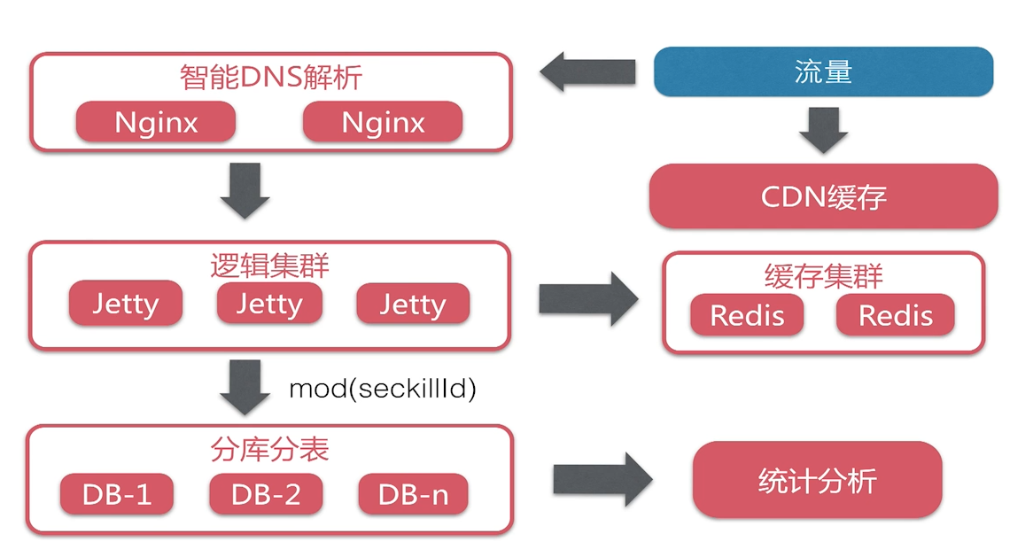 智能DNS解析
Nginx Nginx
流量
CDN缓存
逻辑集群
Jetty Jetty Jetty
缓存集群
Redis Redis
mod(seckillId)
分库分表
DB-1 DB-2 DB-n
统计分析